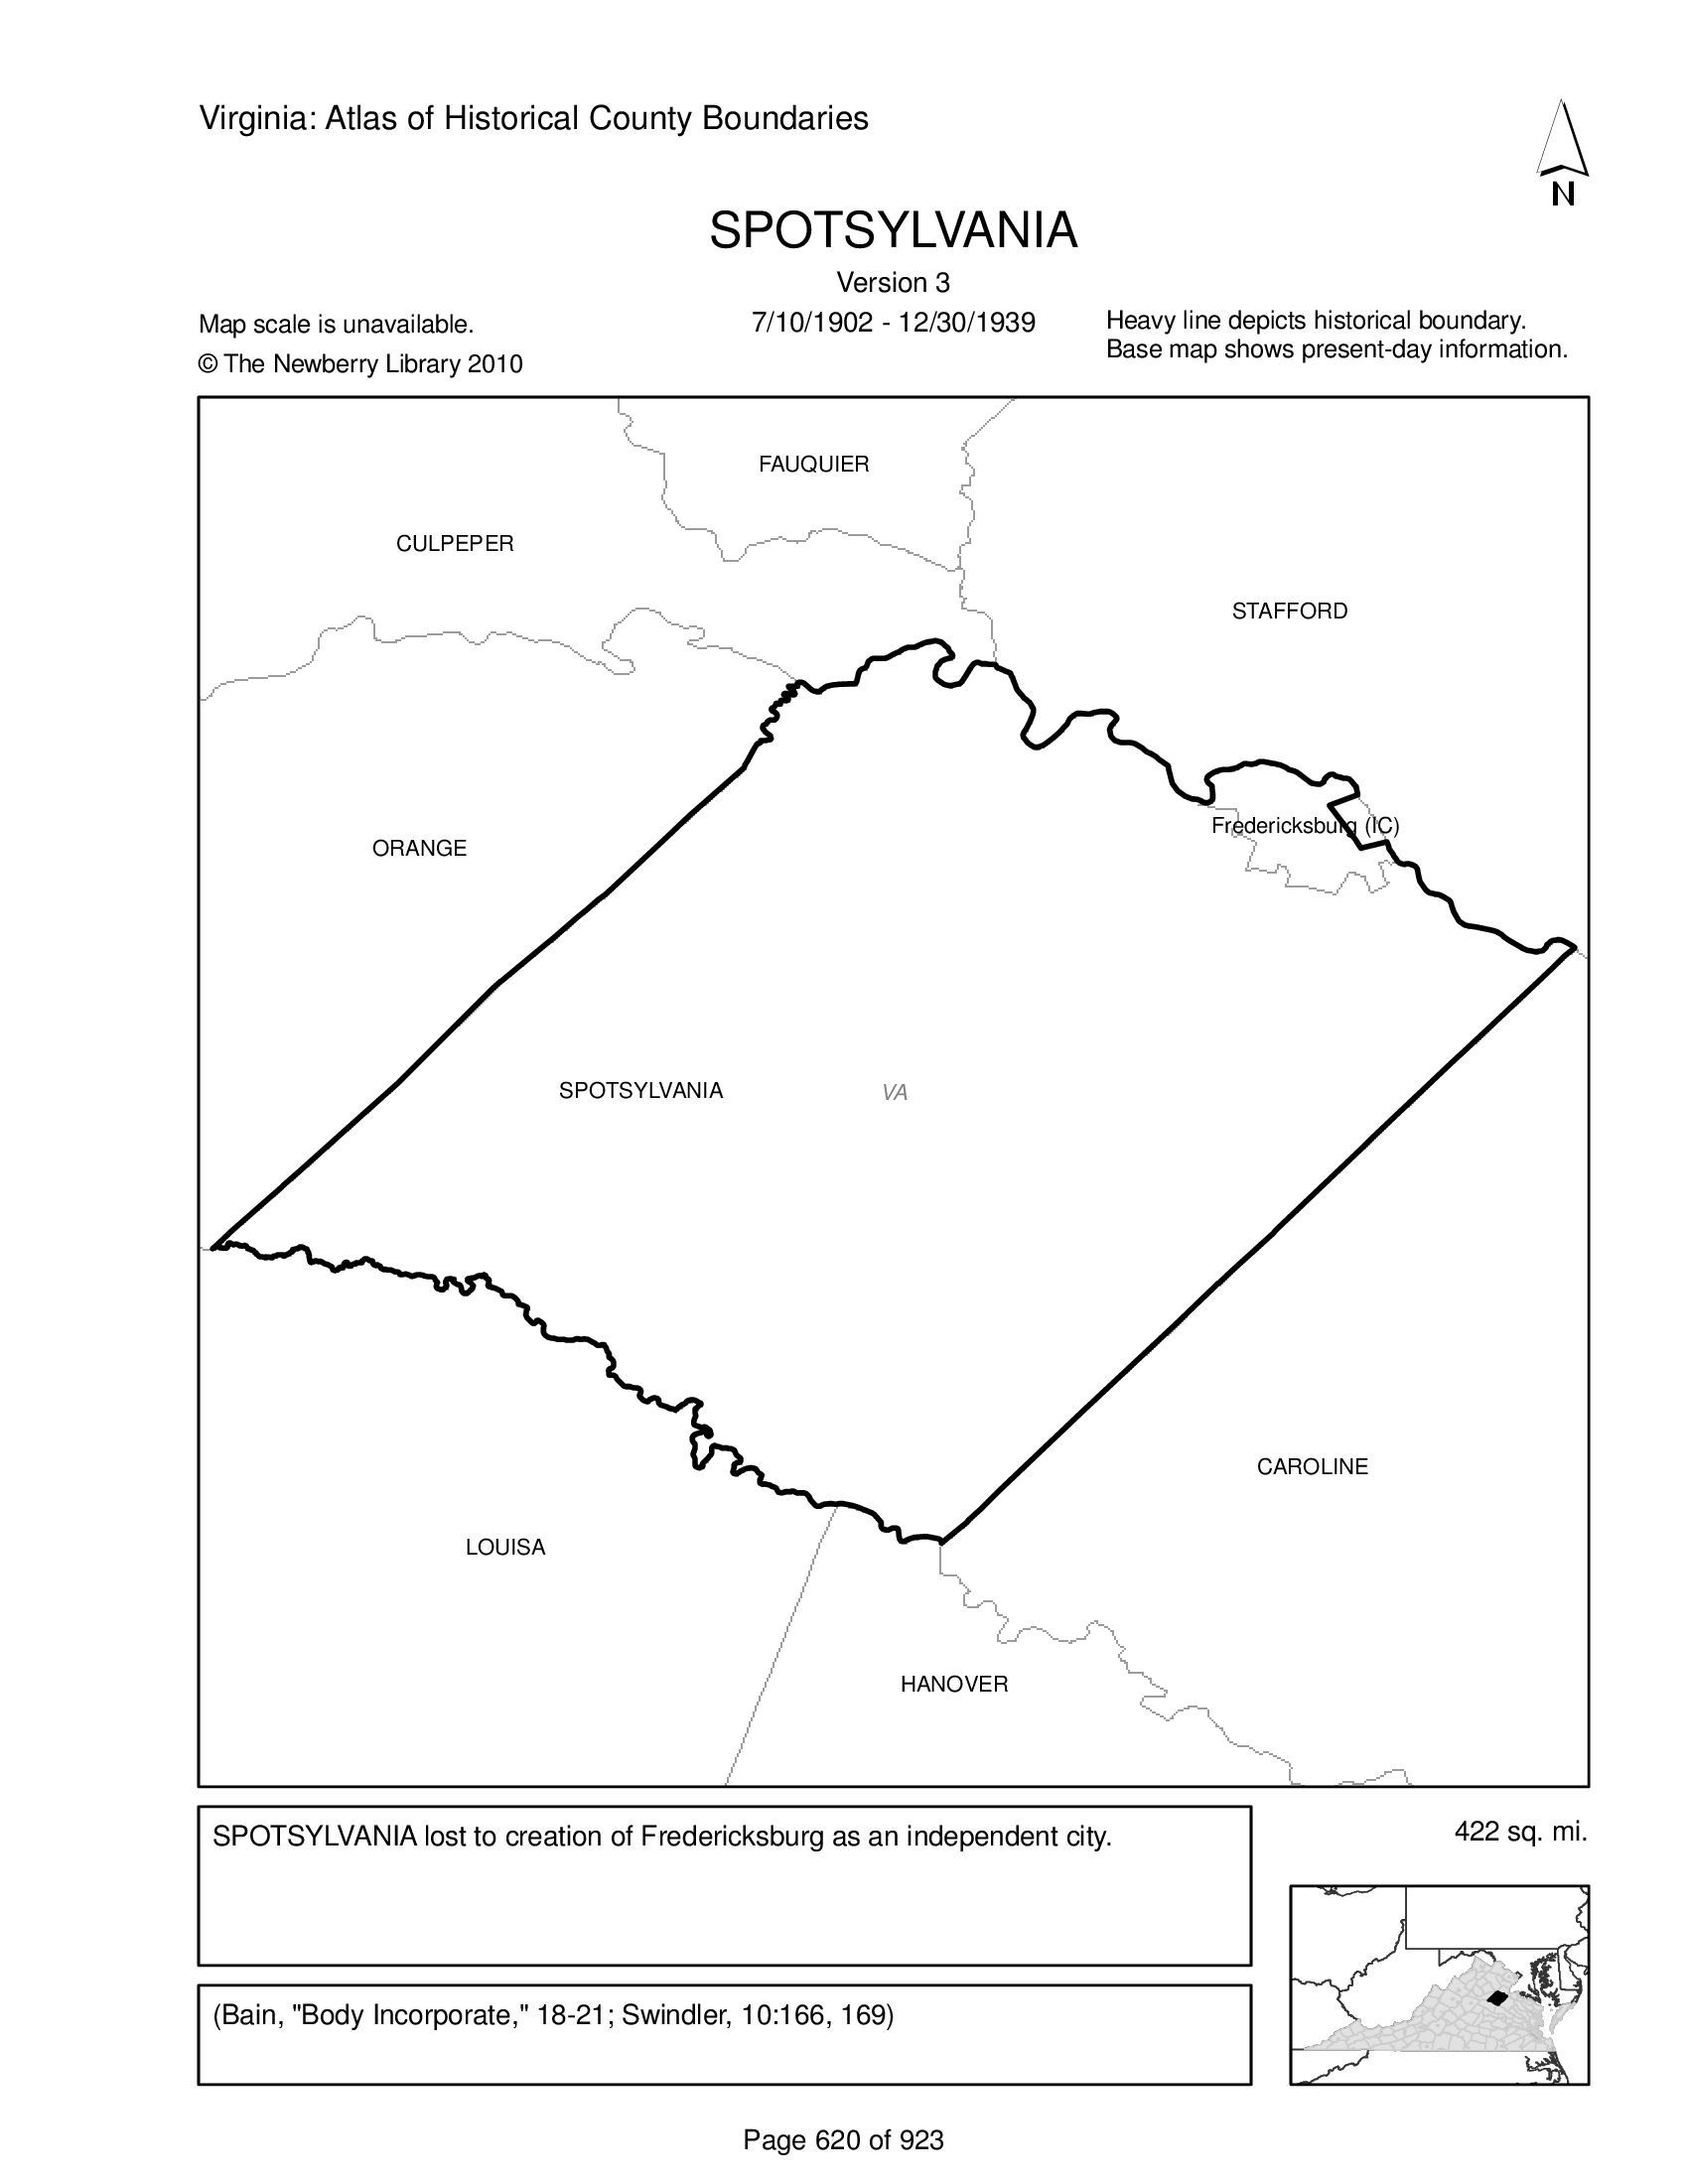 Virginia: Atlas of Historical County Boundaries
N
SPOTSYLVANIA
Version 3
Map scale is unavailable.
7/10/1902 - 12/30/1939
Heavy line depicts historical boundary.
Base map shows present-day information.
© The Newberry Library 2010
FAUQUIER
CULPEPER
STAFFORD
Fredericksburg (IC)
ORANGE
SPOTSYLVANIA
VA
CAROLINE
LOUISA
HANOVER
SPOTSYLVANIA lost to creation of Fredericksburg as an independent city.
422 sq. mi.
(Bain, "Body Incorporate," 18-21; Swindler, 10:166, 169)
Page 620 of 923